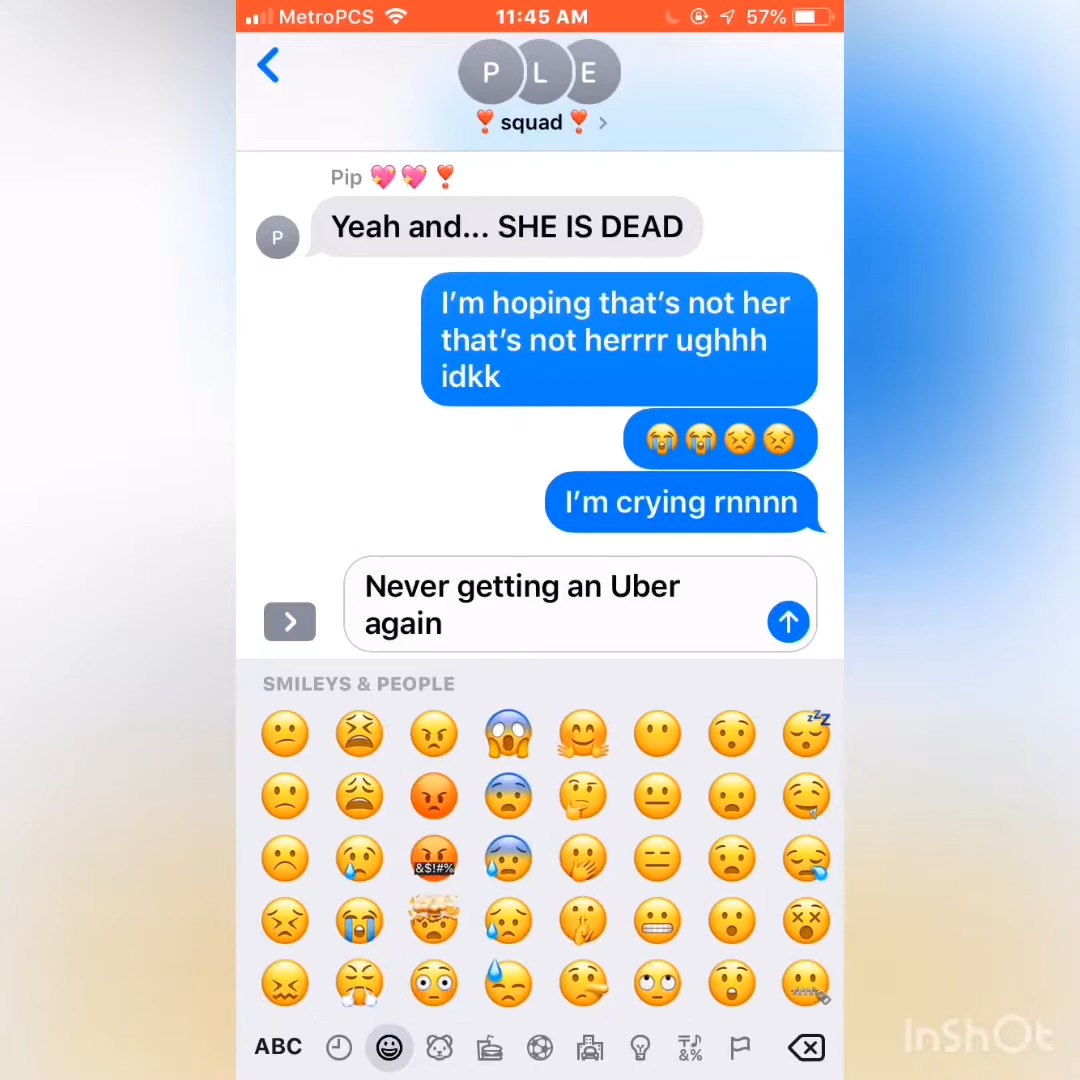 MetroPCS 11:45 AM 57%
P L E
❣️ squad ❣️ >
Pip 💖 💖 ❣️
P
Yeah and... SHE IS DEAD
I'm hoping that's not her
that's not herrrr ughhh
idkk
😭 😭 😣 😣
I'm crying rnnnn
Never getting an Uber
again
SMILEYS & PEOPLE
ABC
InShOt